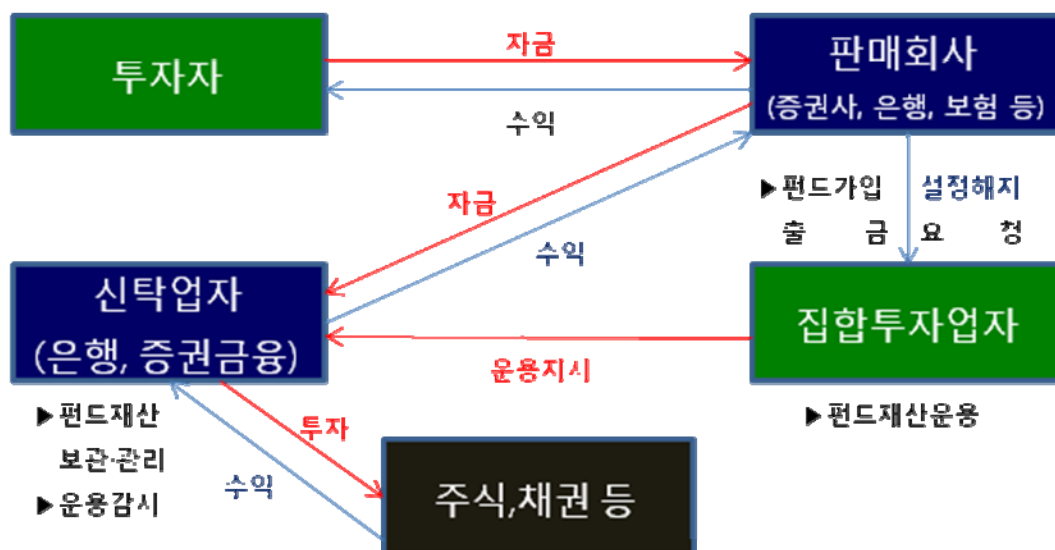 투자자
자금
수익
판매회사
(증권사, 은행, 보험 등)
▶펀드가입 설정해지
출 금 요 청
자금
수익
신탁업자
(은행, 증권금융)
집합투자업자
운용지시
▶펀드재산
보관·관리
▶운용감시
▶펀드재산운용
투자
수익
주식,채권 등